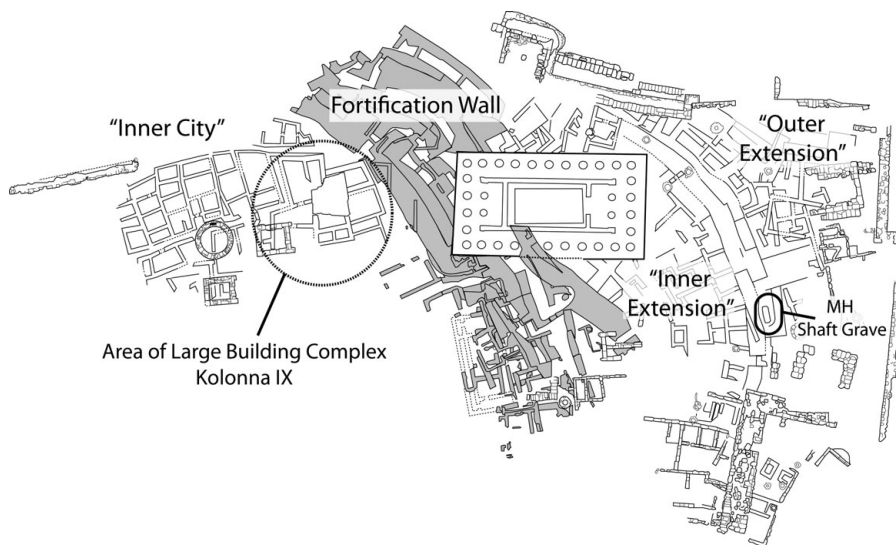 Fortification Wall
"Inner City"
"Outer
Extension"
"Inner
Extension"
MH
Shaft Grave
Area of Large Building Complex
Kolonna IX